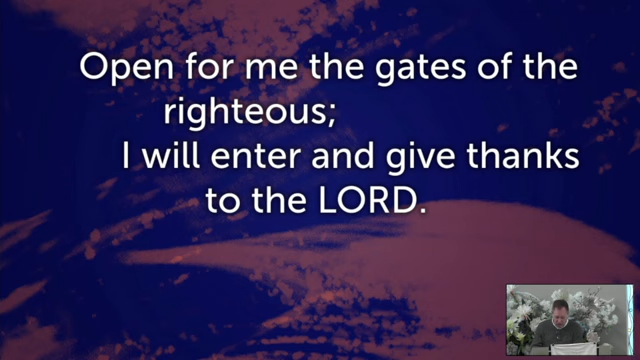 Open for me the gates of the
righteous;
I will enter and give thanks
to the LORD.